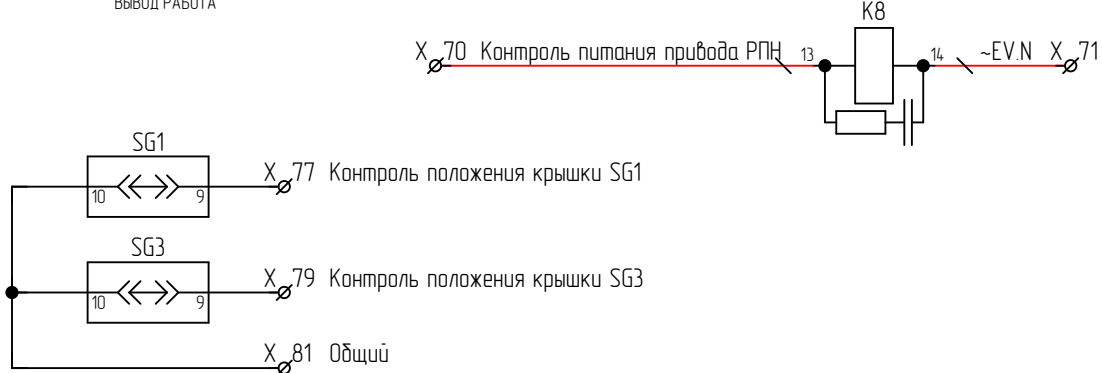 ВЫВОД РАБОТА
K8
X 70 Контроль питания привода РПН 13 14 ~EV.N X 71
SG1
10 9 X 77 Контроль положения крышки SG1
SG3
10 9 X 79 Контроль положения крышки SG3
X 81 Общий